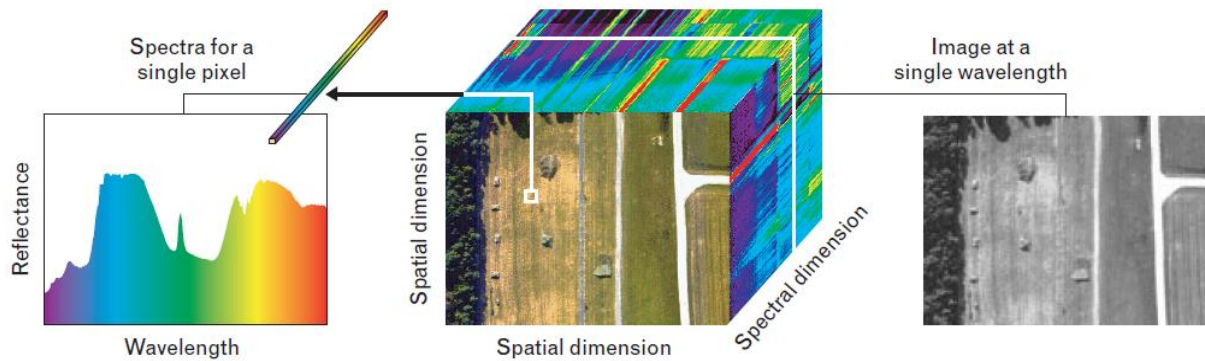 Spectra for a
single pixel
Image at a
single wavelength
Reflectance
Wavelength
Spatial dimension
Spatial dimension
Spectral dimension